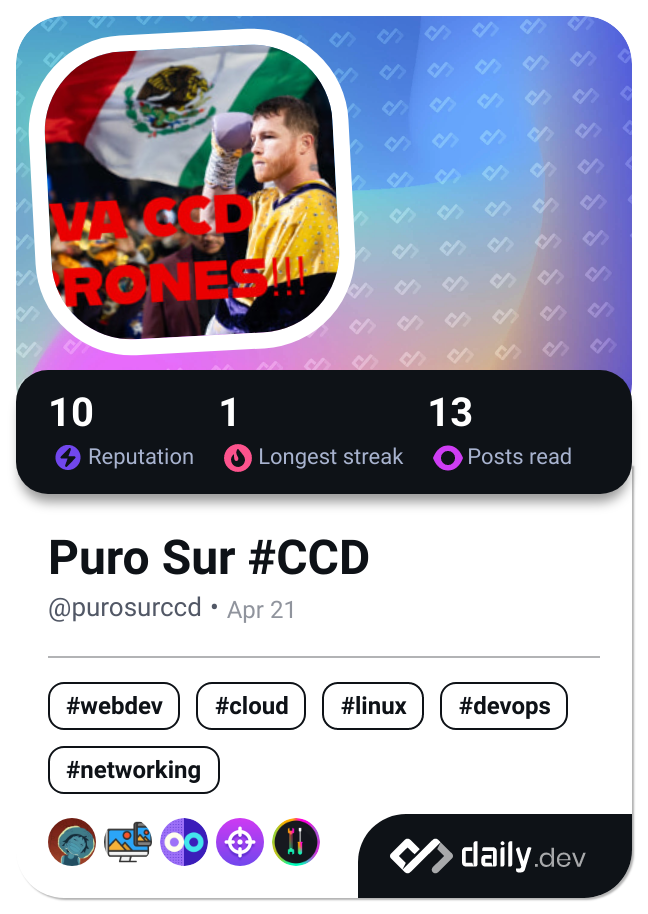 VA CCD
RONES!!!
10
1
13
Reputation
Longest streak
Posts read
Puro Sur #CCD
@purosurccd • Apr 21
#webdev
#cloud
#linux
#devops
#networking
daily.dev